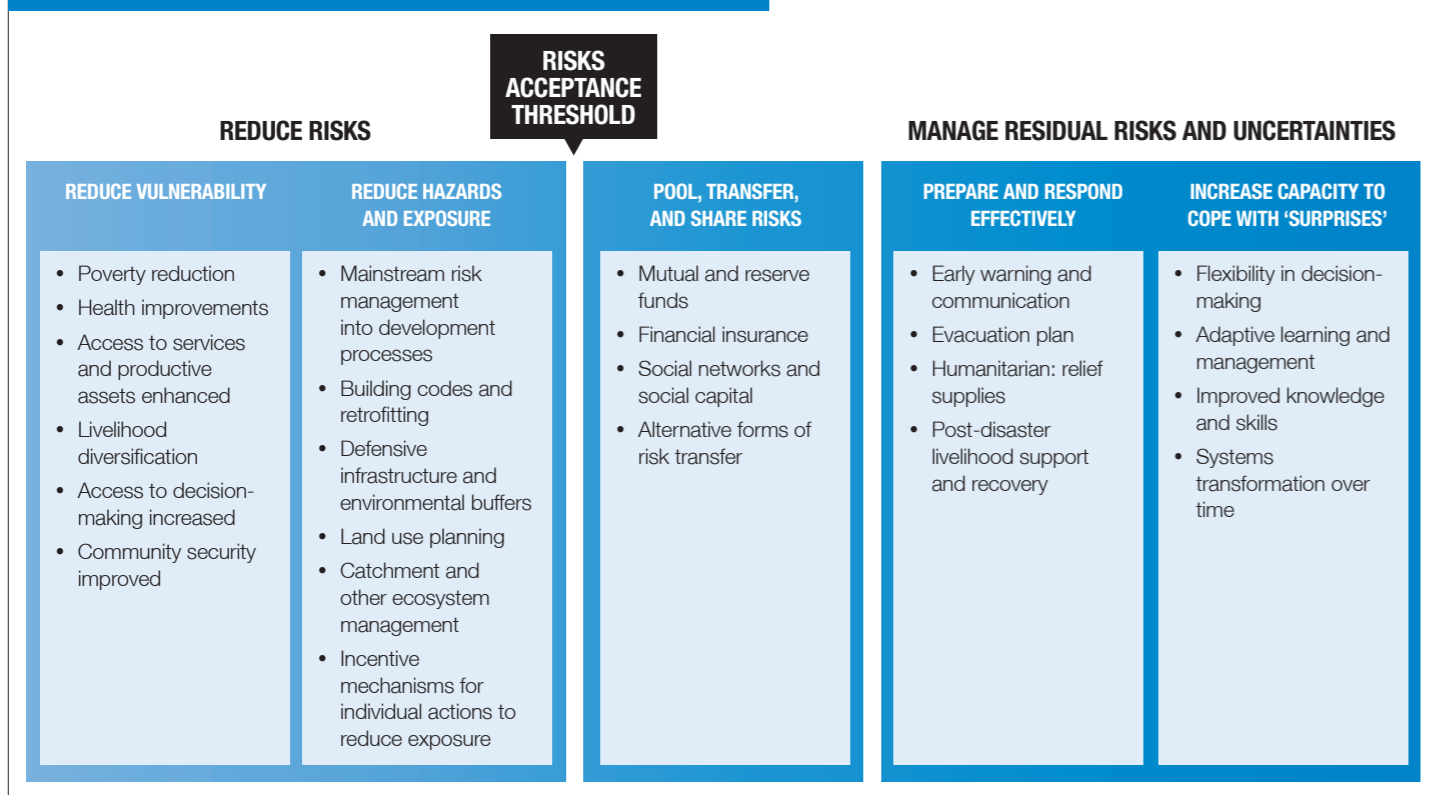 RISKS
ACCEPTANCE
THRESHOLD
REDUCE RISKS
MANAGE RESIDUAL RISKS AND UNCERTAINTIES
REDUCE VULNERABILITY
• Poverty reduction
• Health improvements
• Access to services
and productive
assets enhanced
• Livelihood
diversification
• Access to decision-
making increased
• Community security
improved
REDUCE HAZARDS
AND EXPOSURE
• Mainstream risk
management
into development
processes
• Building codes and
retrofitting
• Defensive
infrastructure and
environmental buffers
• Land use planning
• Catchment and
other ecosystem
management
• Incentive
mechanisms for
individual actions to
reduce exposure
POOL, TRANSFER,
AND SHARE RISKS
• Mutual and reserve
funds
• Financial insurance
• Social networks and
social capital
• Alternative forms of
risk transfer
PREPARE AND RESPOND
EFFECTIVELY
• Early warning and
communication
• Evacuation plan
• Humanitarian: relief
supplies
• Post-disaster
livelihood support
and recovery
INCREASE CAPACITY TO
COPE WITH ‘SURPRISES’
• Flexibility in decision-
making
• Adaptive learning and
management
• Improved knowledge
and skills
• Systems
transformation over
time